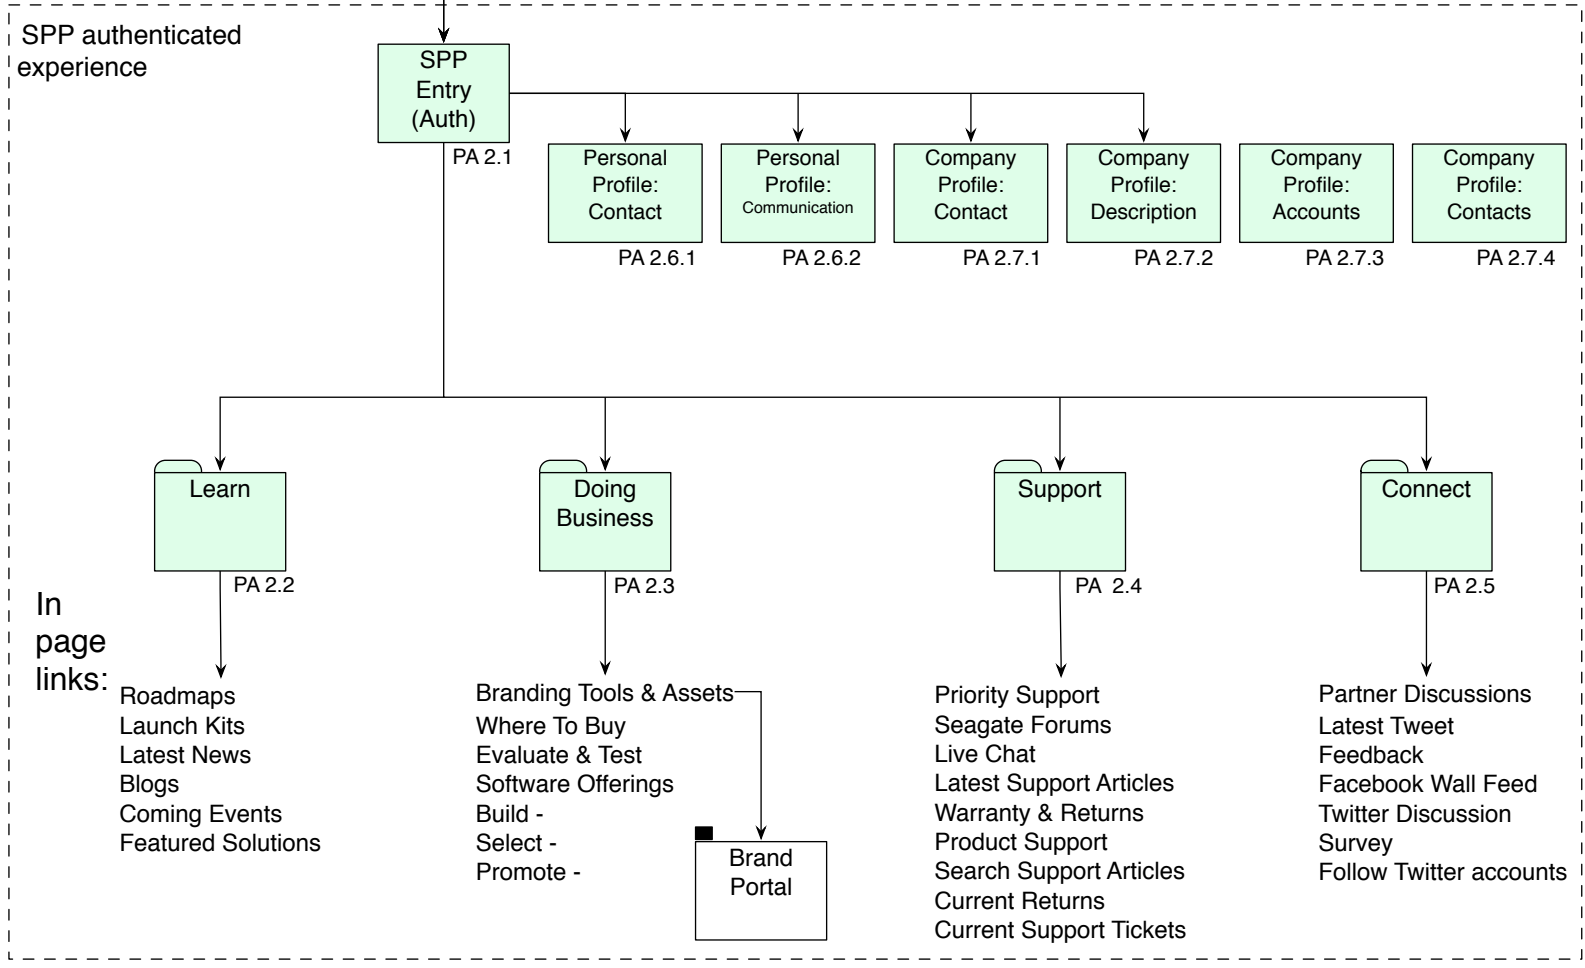 SPP authenticated
experience
SPP
Entry
(Auth)
PA 2.1
Personal
Profile:
Contact
PA 2.6.1
Personal
Profile:
Communication
PA 2.6.2
Company
Profile:
Contact
PA 2.7.1
Company
Profile:
Description
PA 2.7.2
Company
Profile:
Accounts
PA 2.7.3
Company
Profile:
Contacts
PA 2.7.4
Learn
PA 2.2
Doing
Business
PA 2.3
Support
PA 2.4
Connect
PA 2.5
In
page
links:
Roadmaps
Launch Kits
Latest News
Blogs
Coming Events
Featured Solutions
Branding Tools & Assets
Where To Buy
Evaluate & Test
Software Offerings
Build -
Select -
Promote -
Brand
Portal
Priority Support
Seagate Forums
Live Chat
Latest Support Articles
Warranty & Returns
Product Support
Search Support Articles
Current Returns
Current Support Tickets
Partner Discussions
Latest Tweet
Feedback
Facebook Wall Feed
Twitter Discussion
Survey
Follow Twitter accounts